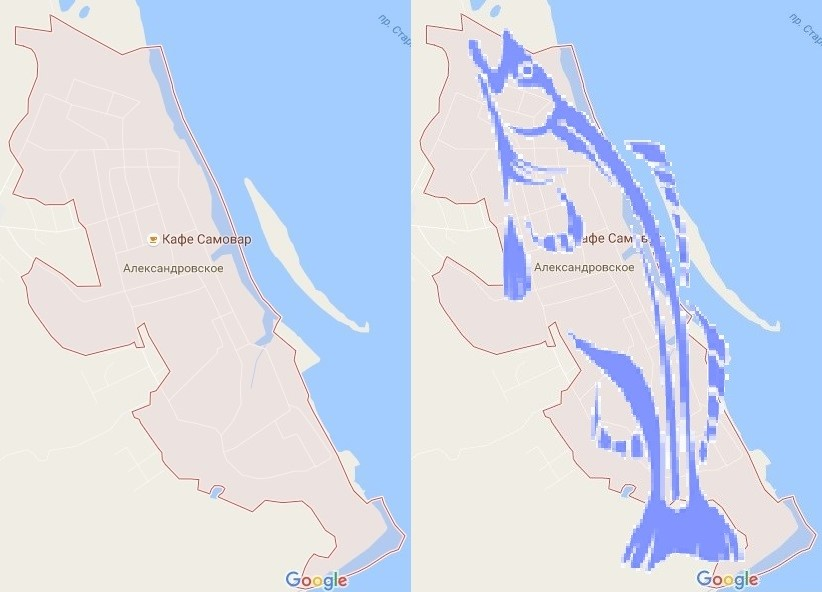 пр. Стар
Кафе Самовар
Александровское
Google
пр. Стар
афе Сам
Александровское
Google